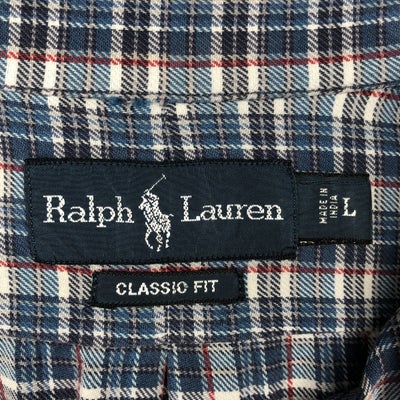 Ralph Lauren
MADE IN
INDIA
L
CLASSIC FIT